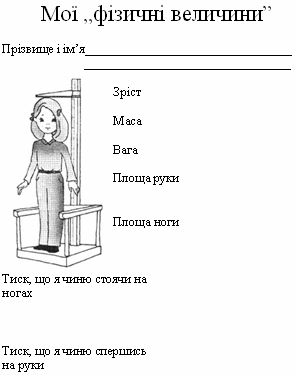 Мої „фізичні величини”
Прізвище і ім’я
Зріст
Маса
Вага
Площа руки
Площа ноги
Тиск, що я чиню стоячи на
ногах
Тиск, що я чиню спершись
на руки